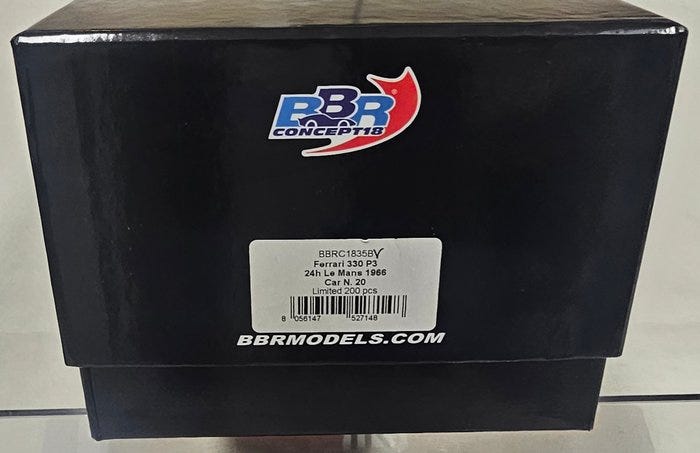 BBR
CONCEPT18
BBRC1835BV
Ferrari 330 P3
24h Le Mans 1966
Car N. 20
Limited 200 pcs
8 056147 527148
BBRMODELS.COM